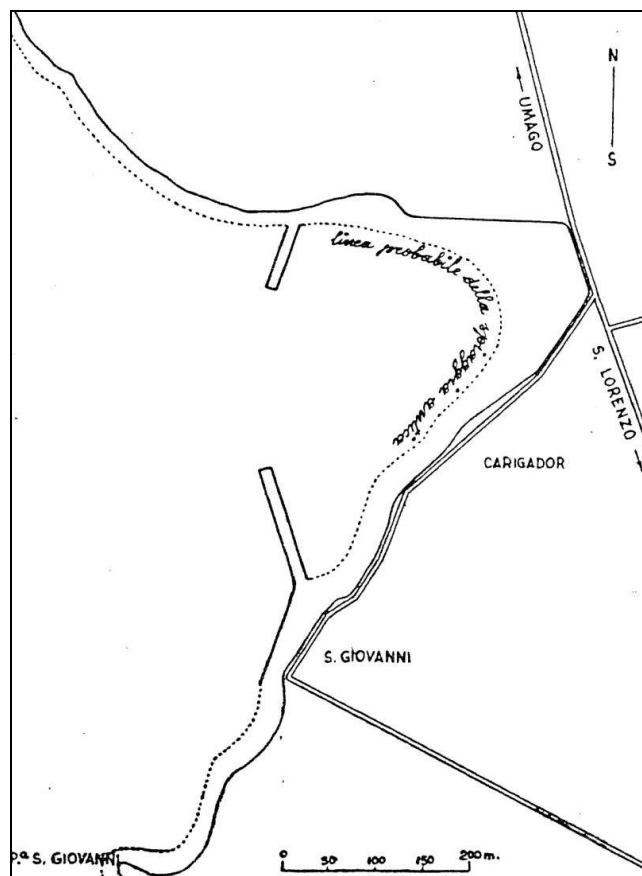 N
S
UMAGO
linea probabile della spiaggia antica
S. LORENZO
CARIGADOR
S. GIOVANNI
P.ª S. GIOVANNI
0 50 100 150 200 m.